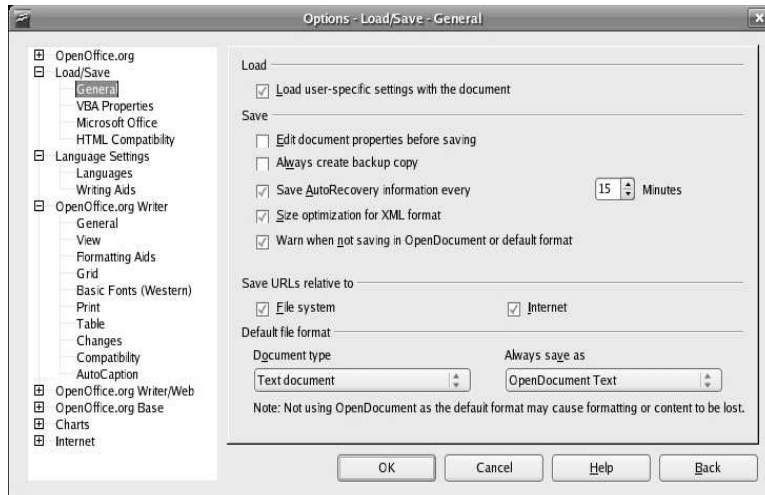 Options - Load/Save - General
OpenOffice.org
Load/Save
General
VBA Properties
Microsoft Office
HTML Compatibility
Language Settings
Languages
Writing Aids
OpenOffice.org Writer
General
View
Formatting Aids
Grid
Basic Fonts (Western)
Print
Table
Changes
Compatibility
AutoCaption
OpenOffice.org Writer/Web
OpenOffice.org Base
Charts
Internet
Load
Load user-specific settings with the document
Save
Edit document properties before saving
Always create backup copy
Save AutoRecovery information every 15 Minutes
Size optimization for XML format
Warn when not saving in OpenDocument or default format
Save URLs relative to
File system Internet
Default file format
Document type Always save as
Text document OpenDocument Text
Note: Not using OpenDocument as the default format may cause formatting or content to be lost.
OK Cancel Help Back